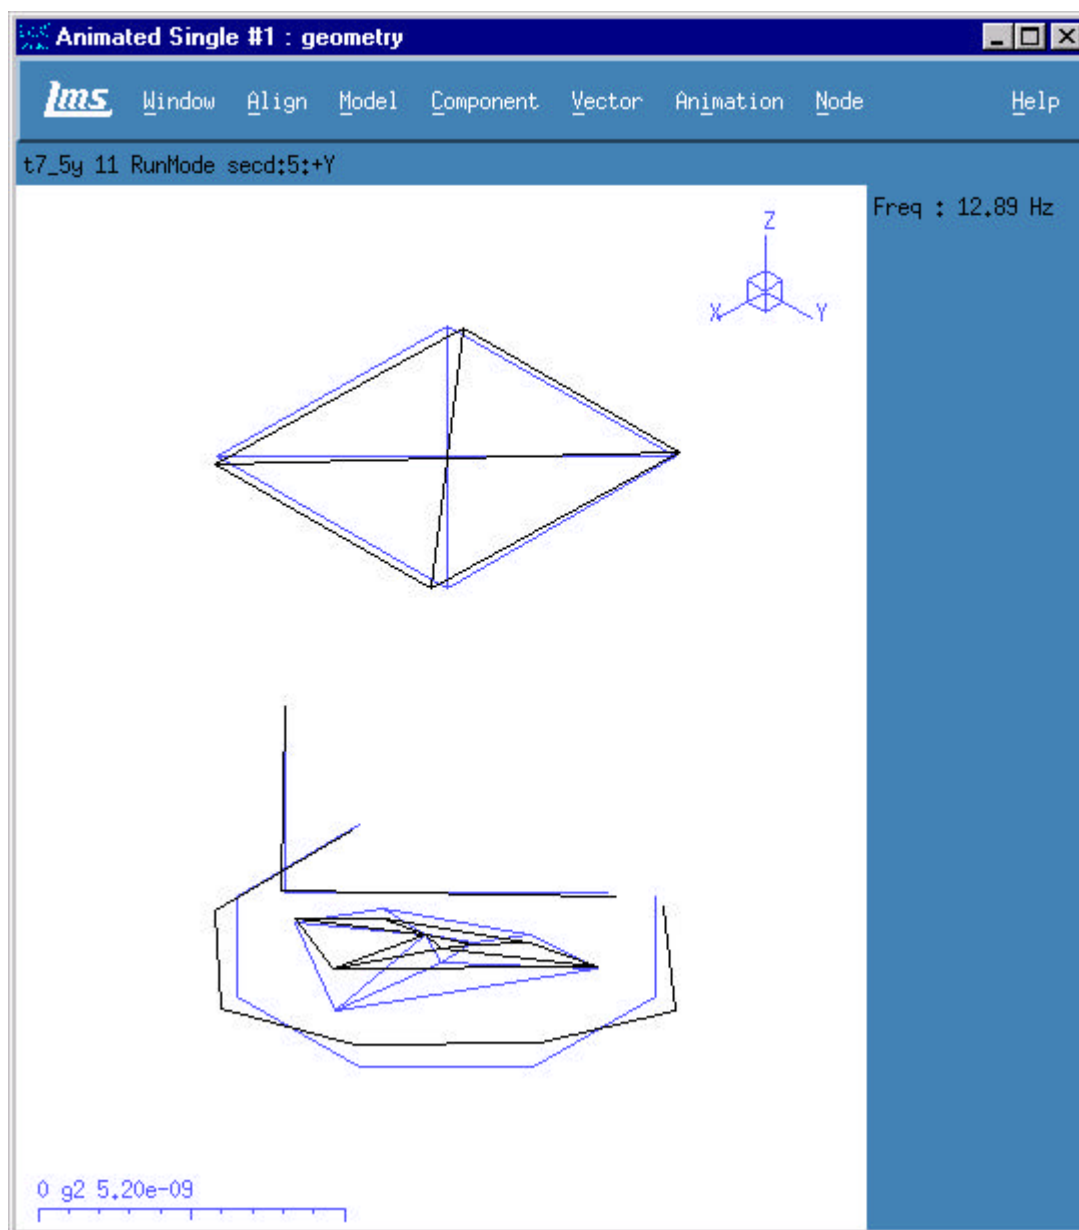 Animated Single #1 : geometry
lms Window Align Model Component Vector Animation Node Help
t7_5y 11 RunMode secd:5:+Y
Freq : 12.89 Hz
Z
X Y
0 g2 5.20e-09